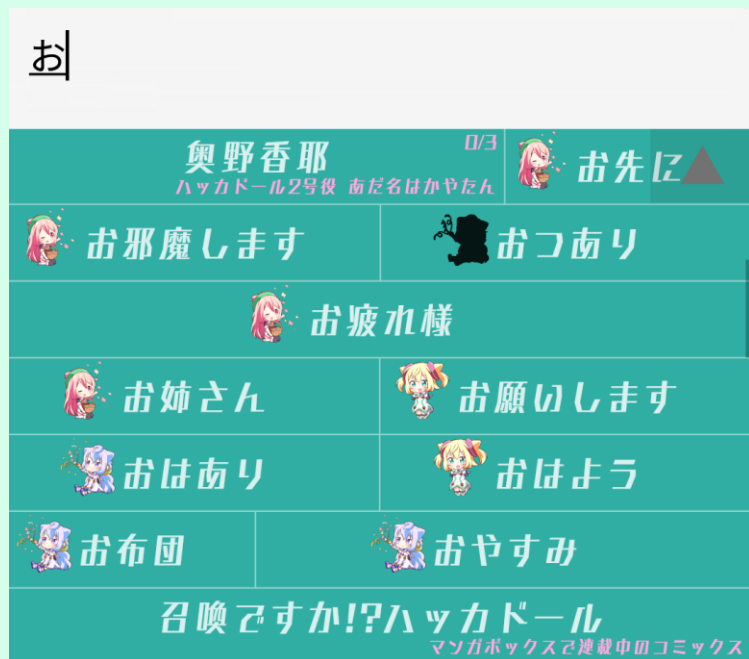 お
奥野香耶
0/3
ハッカドール2号役 あだ名はかやたん
お先に
お邪魔します
おつあり
お疲れ様
お姉さん
お願いします
おはあり
おはよう
お布団
おやすみ
召喚ですか!?ハッカドール
マンガボックスで連載中のコミックス